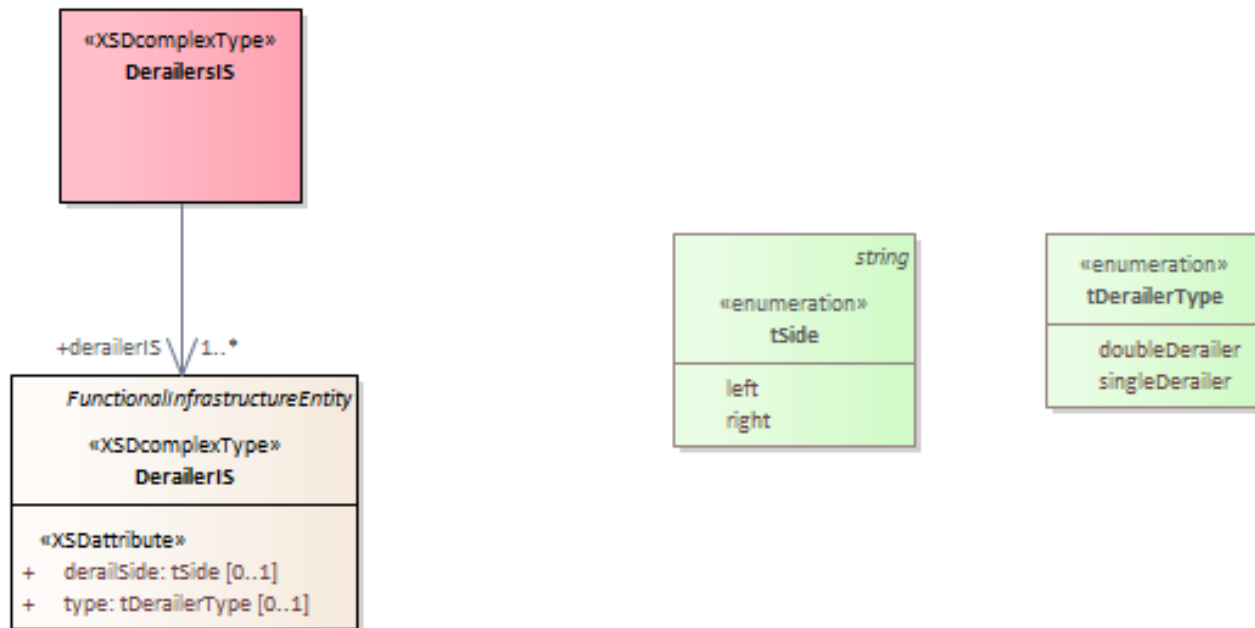 «XSDcomplexType»
DerailersIS
+derailerIS 1..*
FunctionalInfrastructureEntity
«XSDcomplexType»
DerailerIS
«XSDattribute»
+ derailSide: tSide [0..1]
+ type: tDerailerType [0..1]
string
«enumeration»
tSide
left
right
«enumeration»
tDerailerType
doubleDerailer
singleDerailer